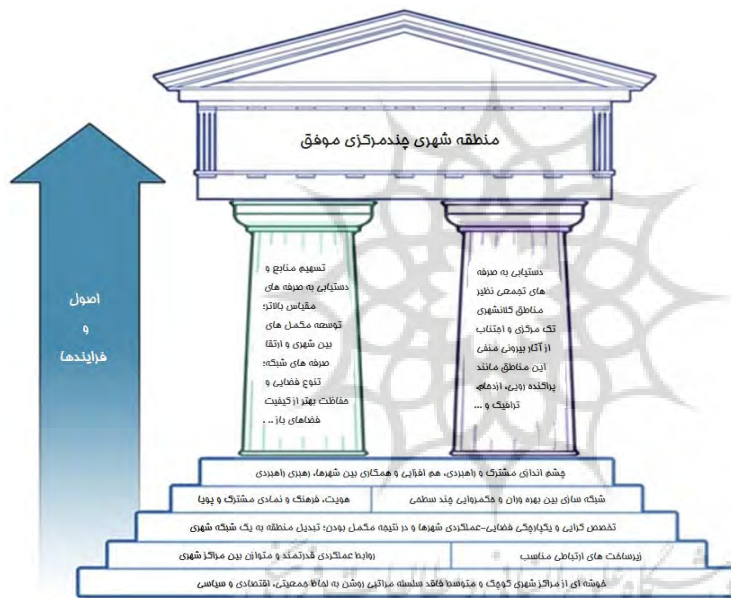 منطقه شهری چندمرکزی موفق
دستیابی به صرفه
های تجمعی نظیر
مناطق کلانشهری
تک مرکزی و اجتناب
از آثار بیرونی منفی
این مناطق مانند
پراکنده رویی، ازدحام،
ترافیک و ...
تسهیم منابع و
دستیابی به صرفه های
مقیاس بالاتر؛
توسعه مکمل های
بین شهری و ارتقا
صرفه های شبکه؛
تنوع فضایی و
حفاظت بهتر از کیفیت
فضاهای باز ...
اصول
و
فرایندها
چشم اندازی مشترک و راهبردی، هم افزایی و همکاری بین شهرها، رهبری راهبردی
شبکه سازی بین بهره وران و حکمروایی چند سطحی
هویت، فرهنگ و نمادی مشترک و پویا
تخصص گرایی و یکپارچگی فضایی-عملکردی شهرها و در نتیجه مکمل بودن؛ تبدیل منطقه به یک شبکه شهری
زیرساخت های ارتباطی مناسب
روابط عملکردی قدرتمند و متوازن بین مراکز شهری
خوشه ای از مراکز شهری کوچک و متوسط فاقد سلسله مراتبی روشن به لحاظ جمعیتی، اقتصادی و سیاسی